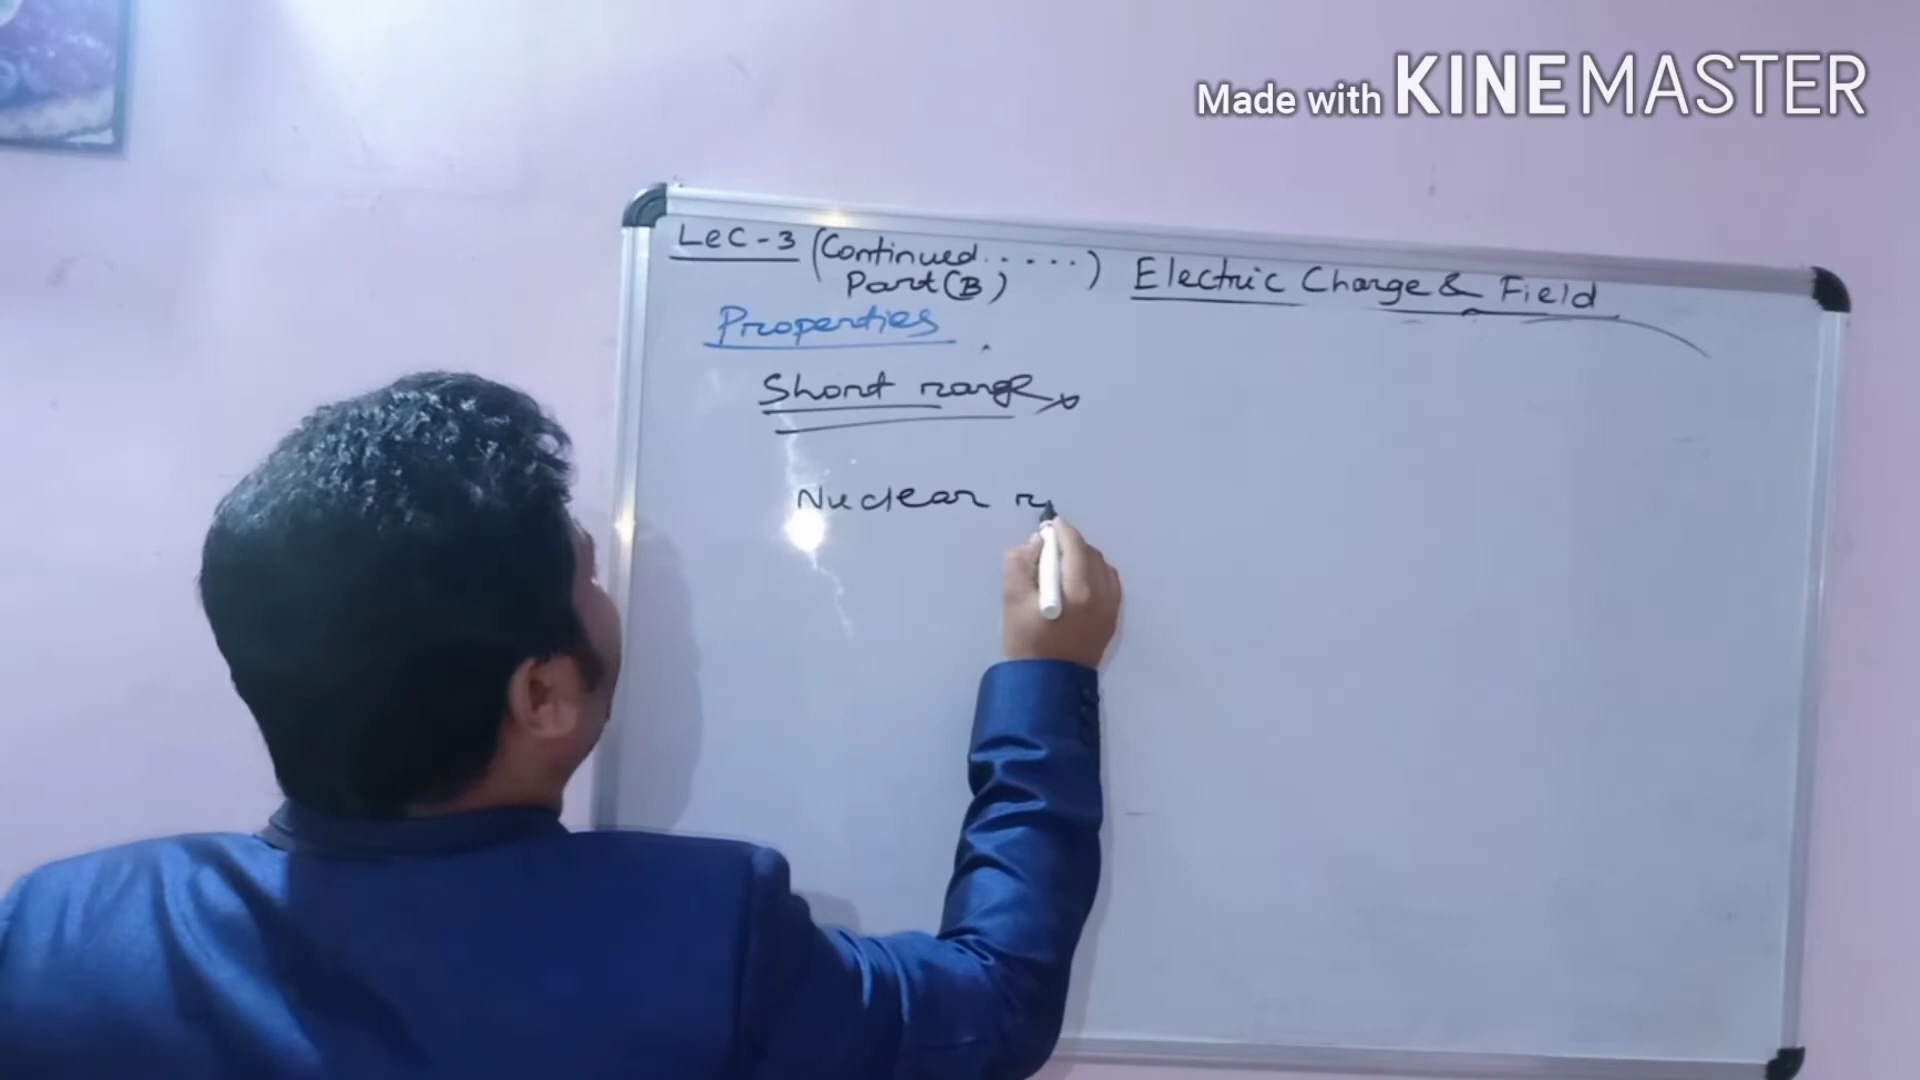 Made with KINEMASTER
Lec-3 (Continued.....) Electric Charge & Field
Part (B)
Properties
Short range
Nuclear r